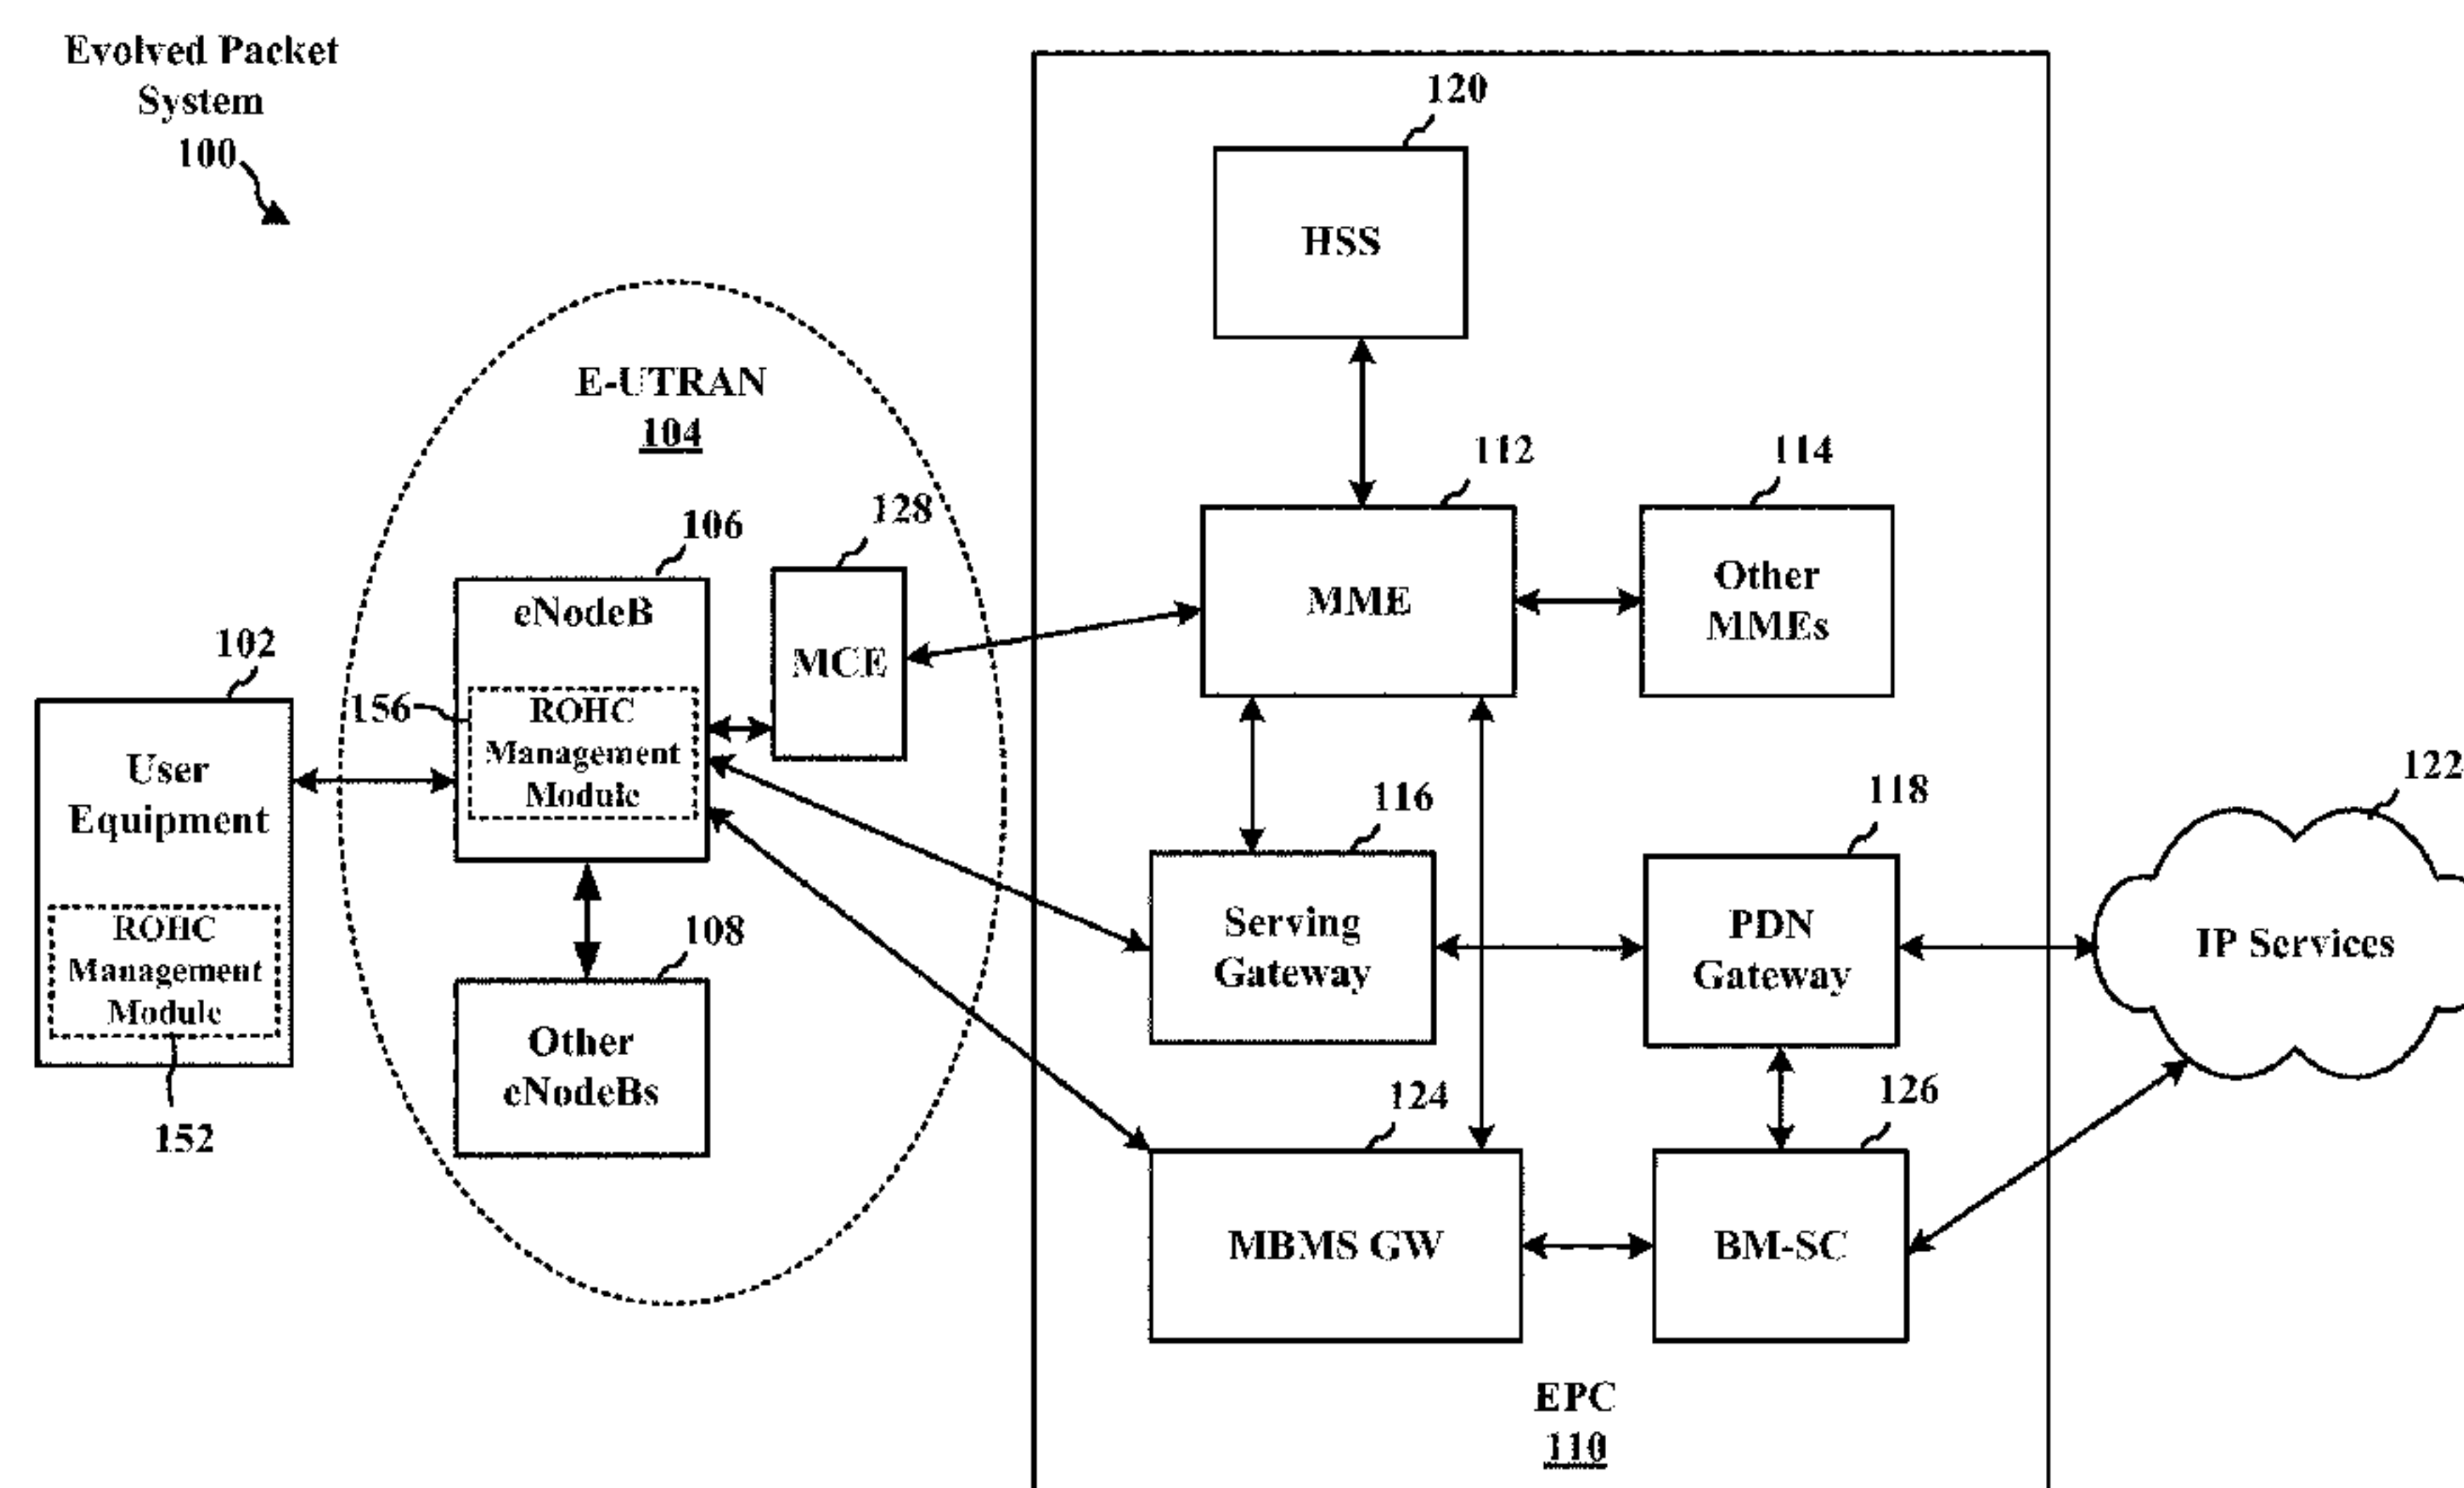 Evolved Packet
System
100
120
HSS
E-UTRAN
104
112
114
128
106
eNodeB
MME
Other
MMEs
102
MCE
156
ROHC
Management
Module
User
Equipment
122
116
118
ROHC
Management
Module
108
Serving
Gateway
PDN
Gateway
IP Services
Other
eNodeBs
152
124
126
MBMS GW
BM-SC
EPC
110